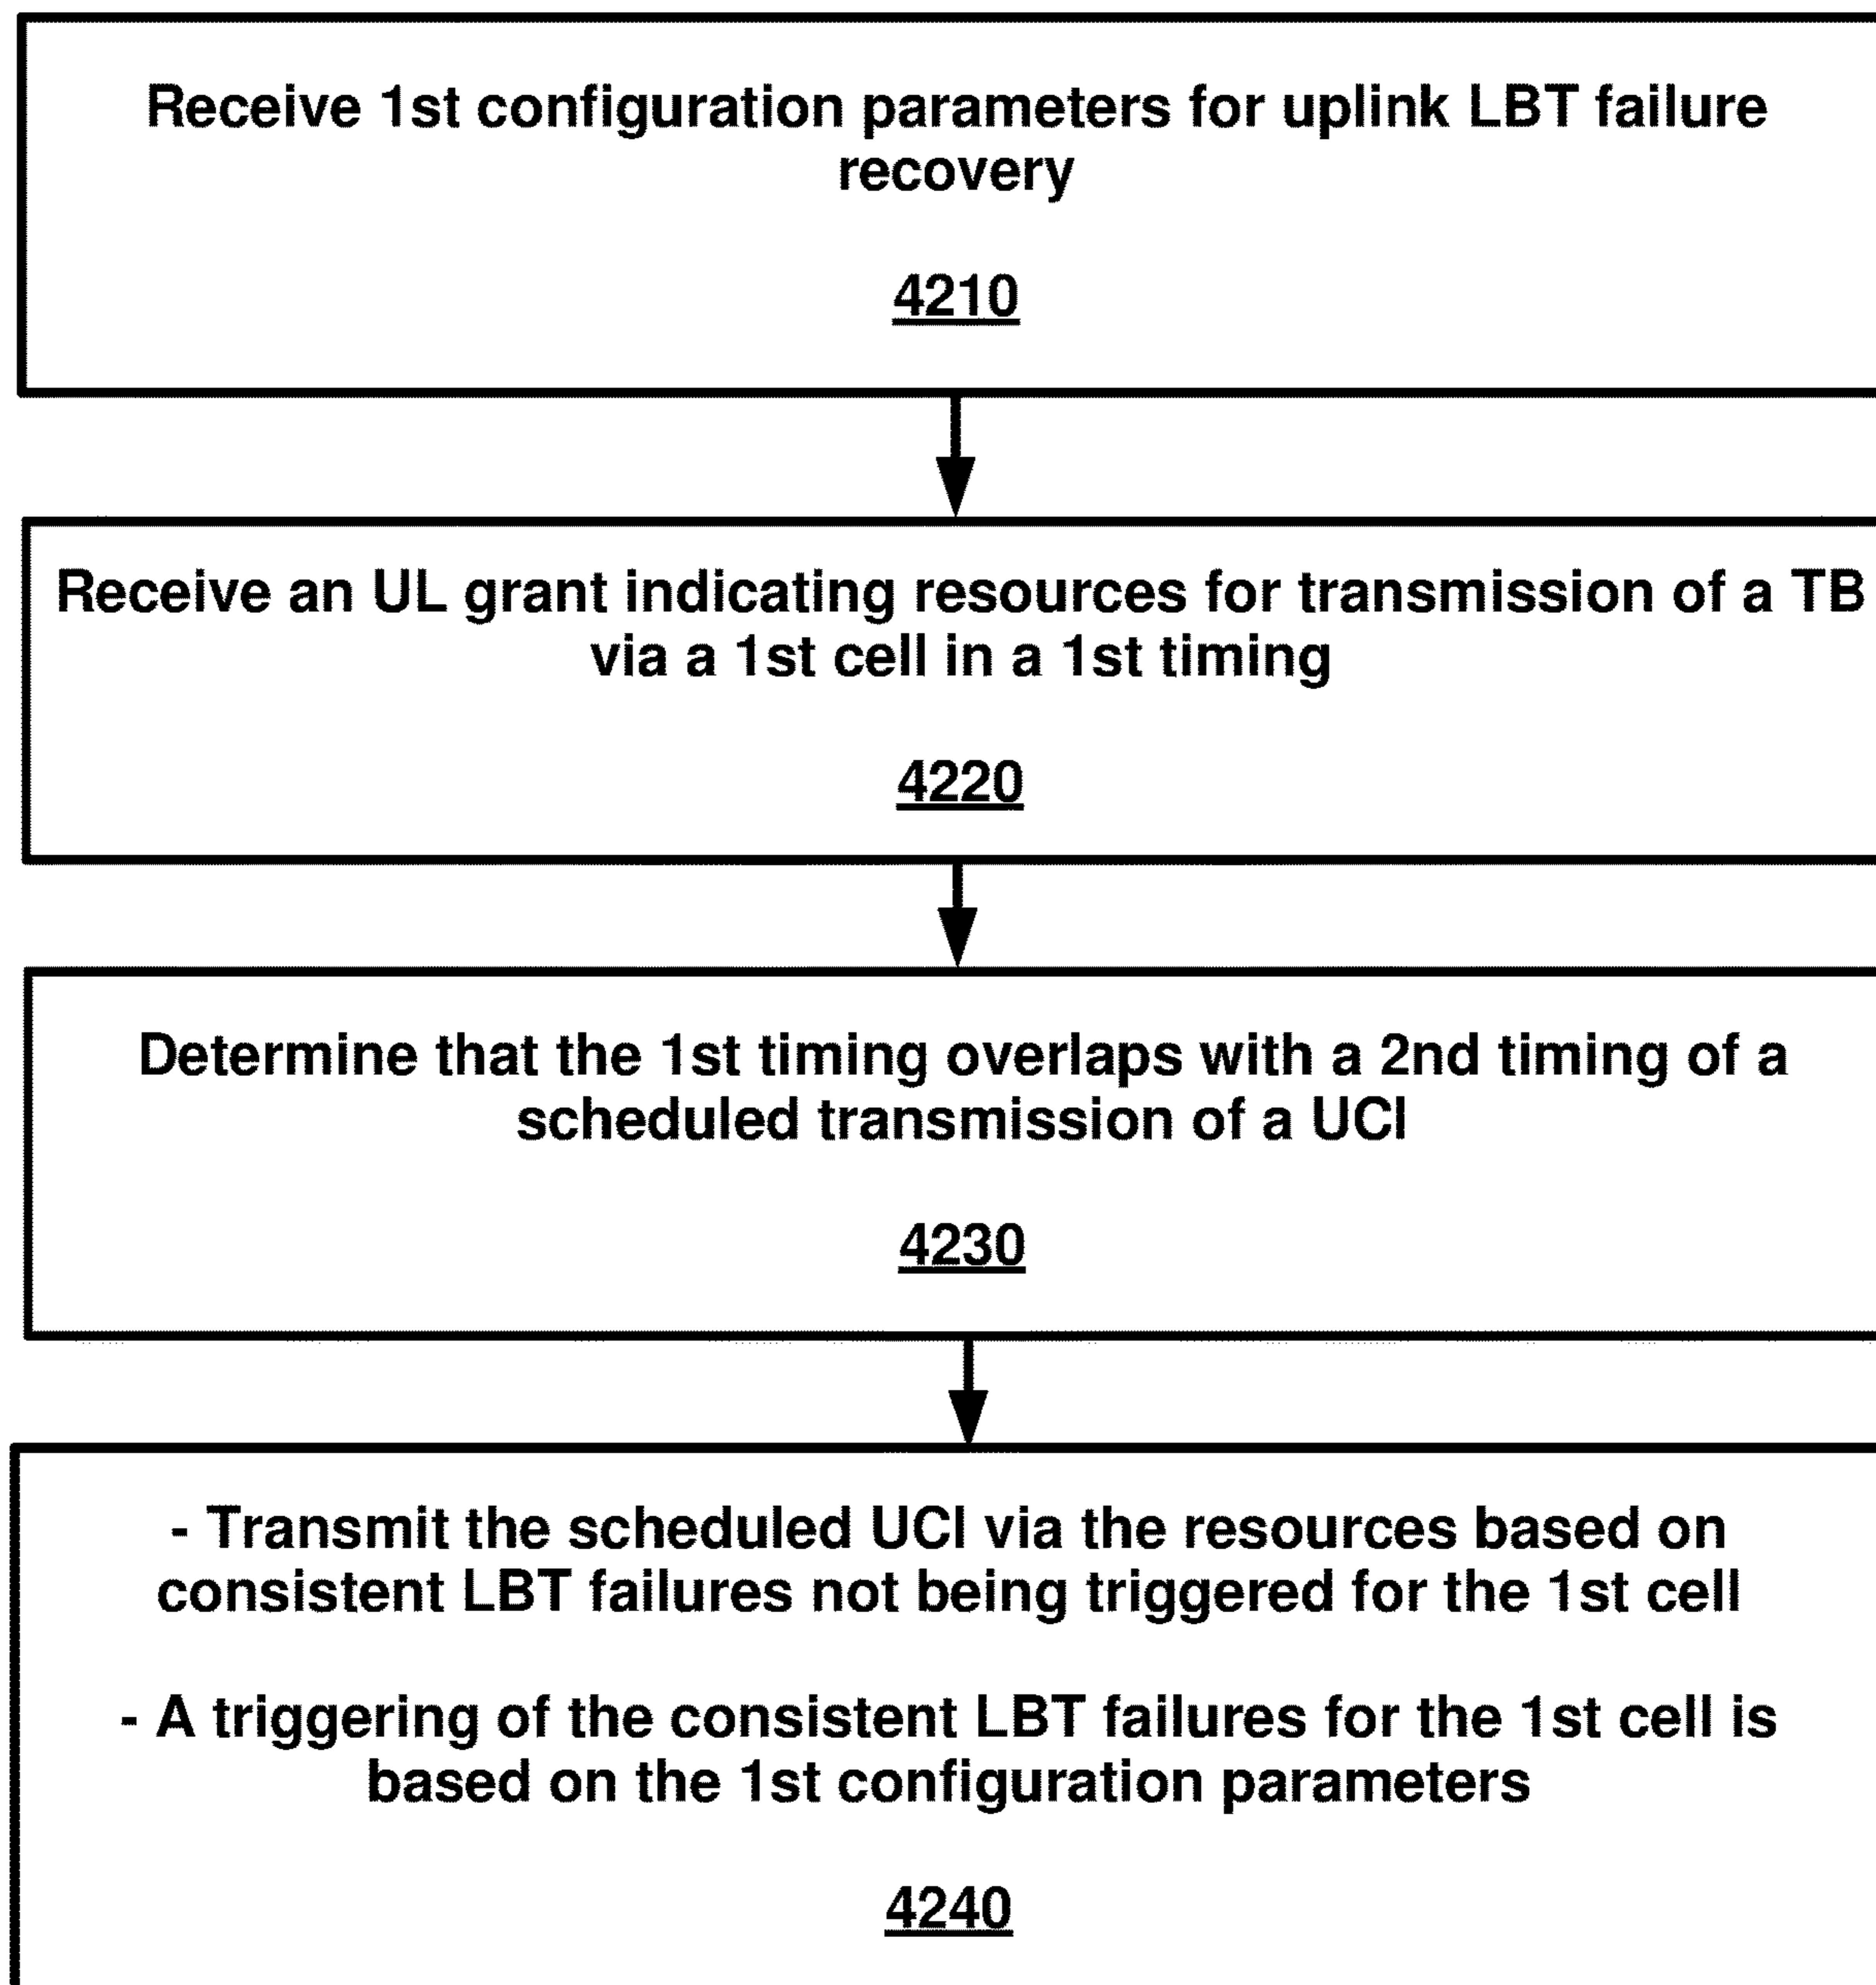 Receive 1st configuration parameters for uplink LBT failure
recovery
4210
Receive an UL grant indicating resources for transmission of a TB
via a 1st cell in a 1st timing
4220
Determine that the 1st timing overlaps with a 2nd timing of a
scheduled transmission of a UCI
4230
- Transmit the scheduled UCI via the resources based on
consistent LBT failures not being triggered for the 1st cell
- A triggering of the consistent LBT failures for the 1st cell is
based on the 1st configuration parameters
4240